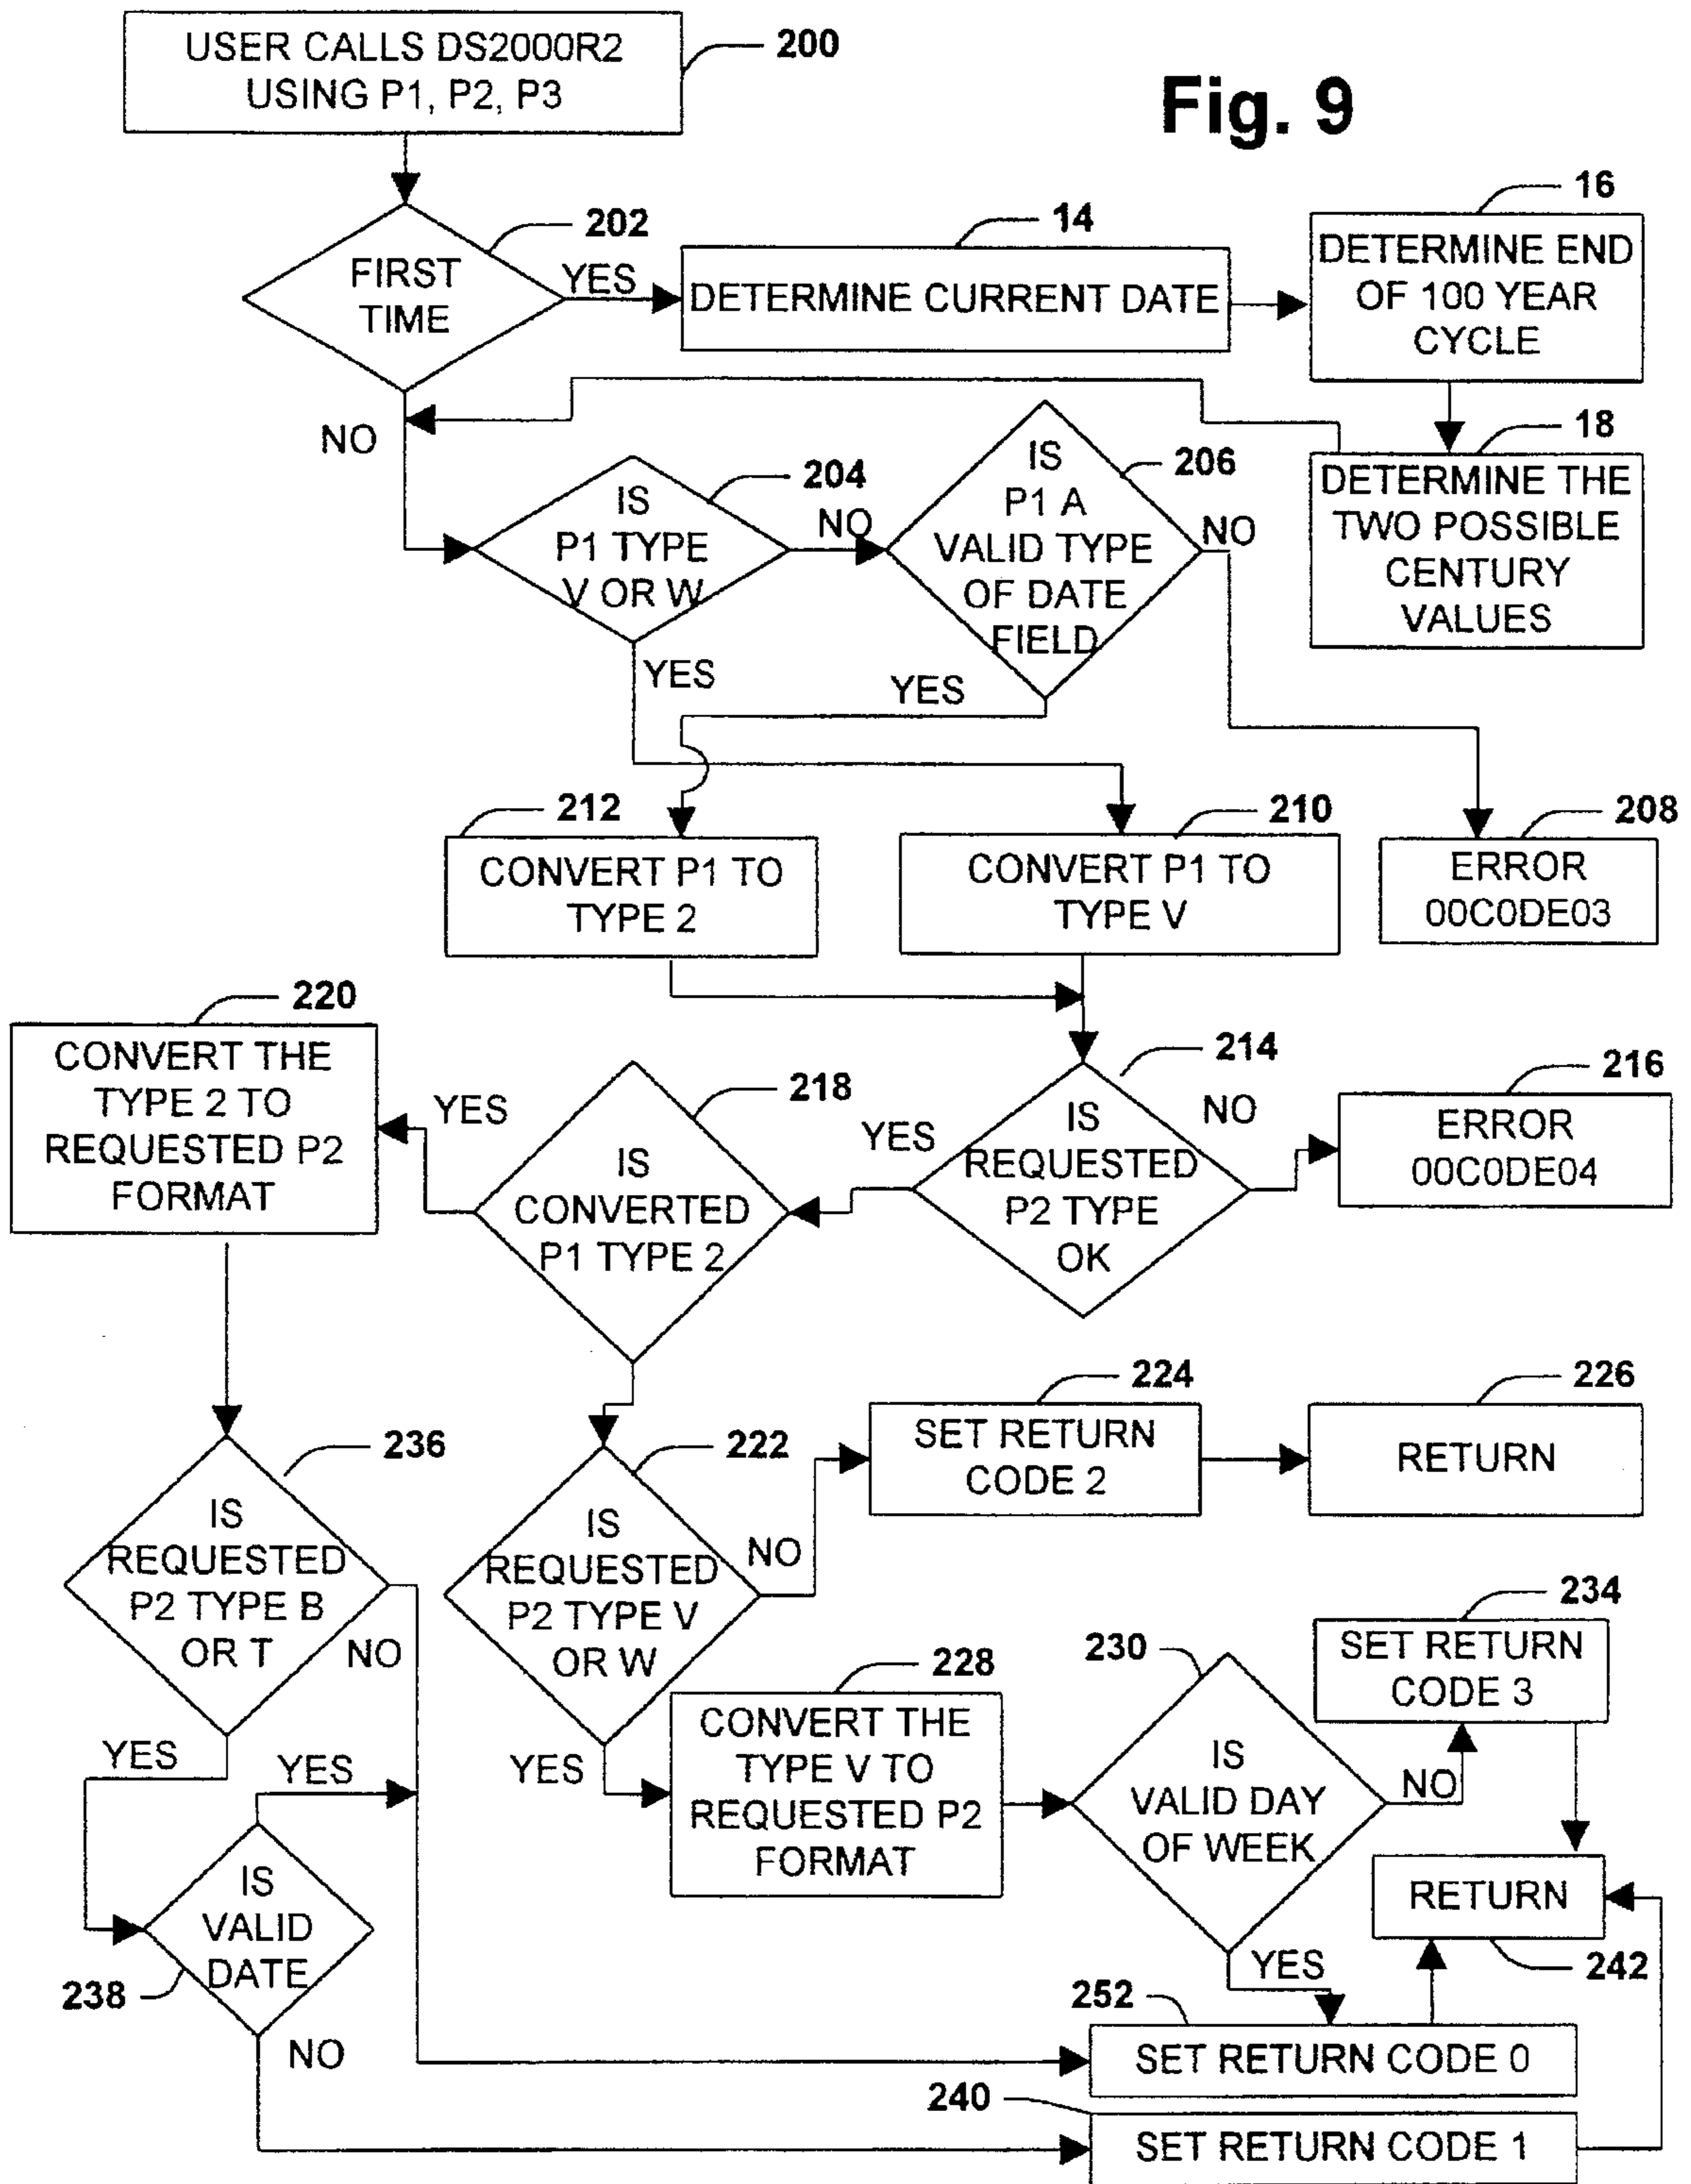 USER CALLS DS2000R2
USING P1, P2, P3
200
Fig. 9
202
FIRST
TIME
YES
NO
14
DETERMINE CURRENT DATE
16
DETERMINE END
OF 100 YEAR
CYCLE
18
DETERMINE THE
TWO POSSIBLE
CENTURY
VALUES
204
IS
P1 TYPE
V OR W
NO
YES
206
IS
P1 A
VALID TYPE
OF DATE
FIELD
NO
YES
212
CONVERT P1 TO
TYPE 2
210
CONVERT P1 TO
TYPE V
208
ERROR
00C0DE03
220
CONVERT THE
TYPE 2 TO
REQUESTED P2
FORMAT
YES
218
IS
CONVERTED
P1 TYPE 2
YES
214
IS
REQUESTED
P2 TYPE
OK
NO
216
ERROR
00C0DE04
236
IS
REQUESTED
P2 TYPE B
OR T
NO
YES
222
IS
REQUESTED
P2 TYPE V
OR W
NO
YES
224
SET RETURN
CODE 2
226
RETURN
228
CONVERT THE
TYPE V TO
REQUESTED P2
FORMAT
230
IS
VALID DAY
OF WEEK
NO
YES
234
SET RETURN
CODE 3
RETURN
242
YES
IS
VALID
DATE
238
NO
252
SET RETURN CODE 0
240
SET RETURN CODE 1